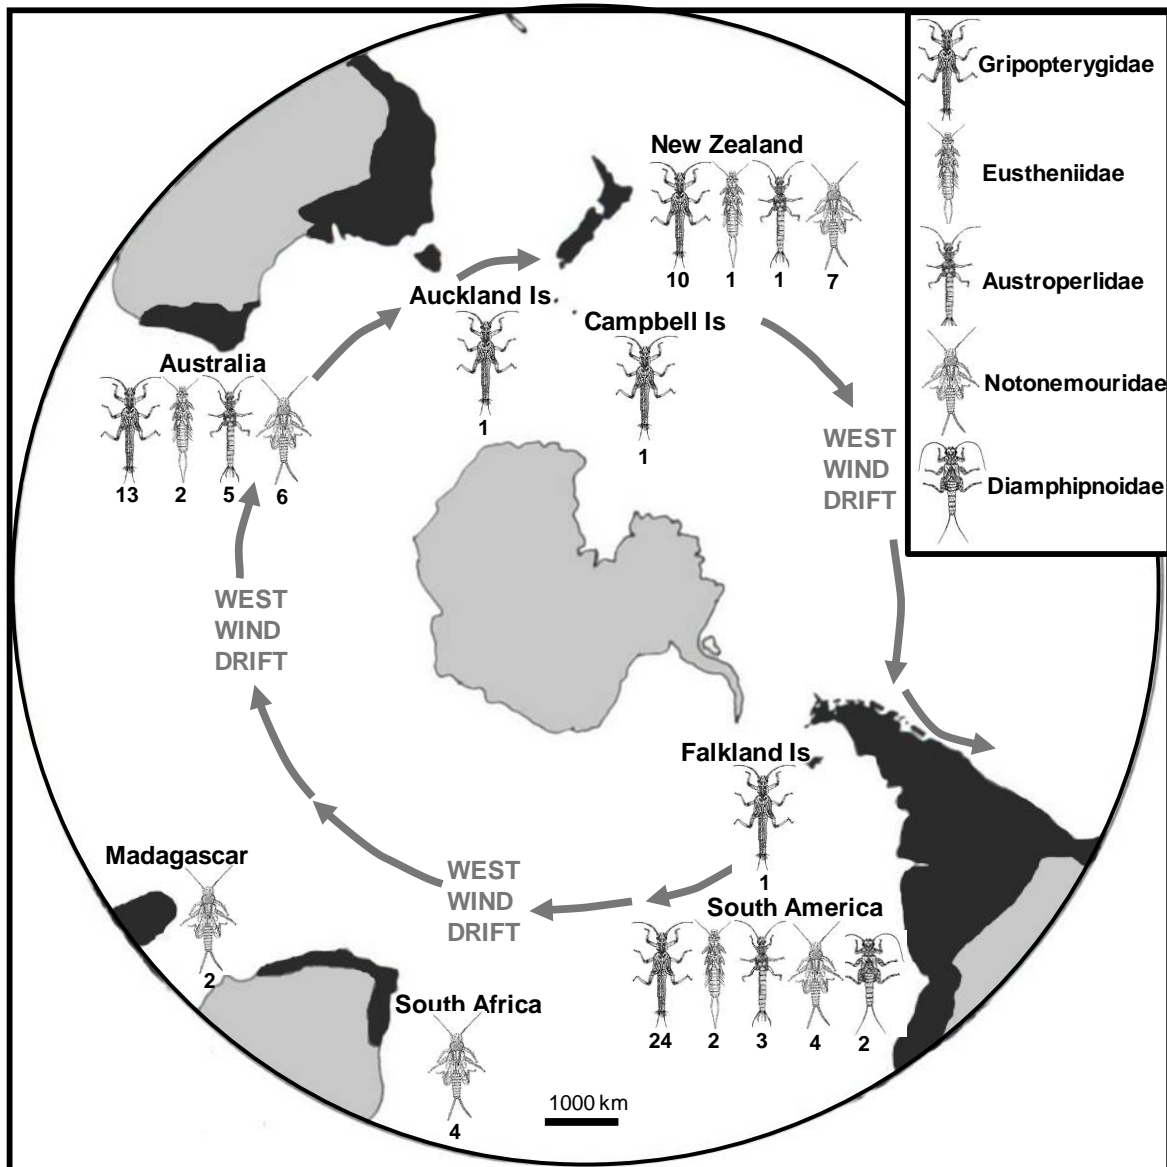 Gripopterygidae
Eustheniidae
Austroperlidae
Notonemouridae
Diamphipnoidae
New Zealand
10 1 1 7
Auckland Is
1
Campbell Is
1
Australia
13 2 5 6
WEST
WIND
DRIFT
WEST
WIND
DRIFT
Falkland Is
1
Madagascar
2
WEST
WIND
DRIFT
South America
24 2 3 4 2
South Africa
4
1000 km